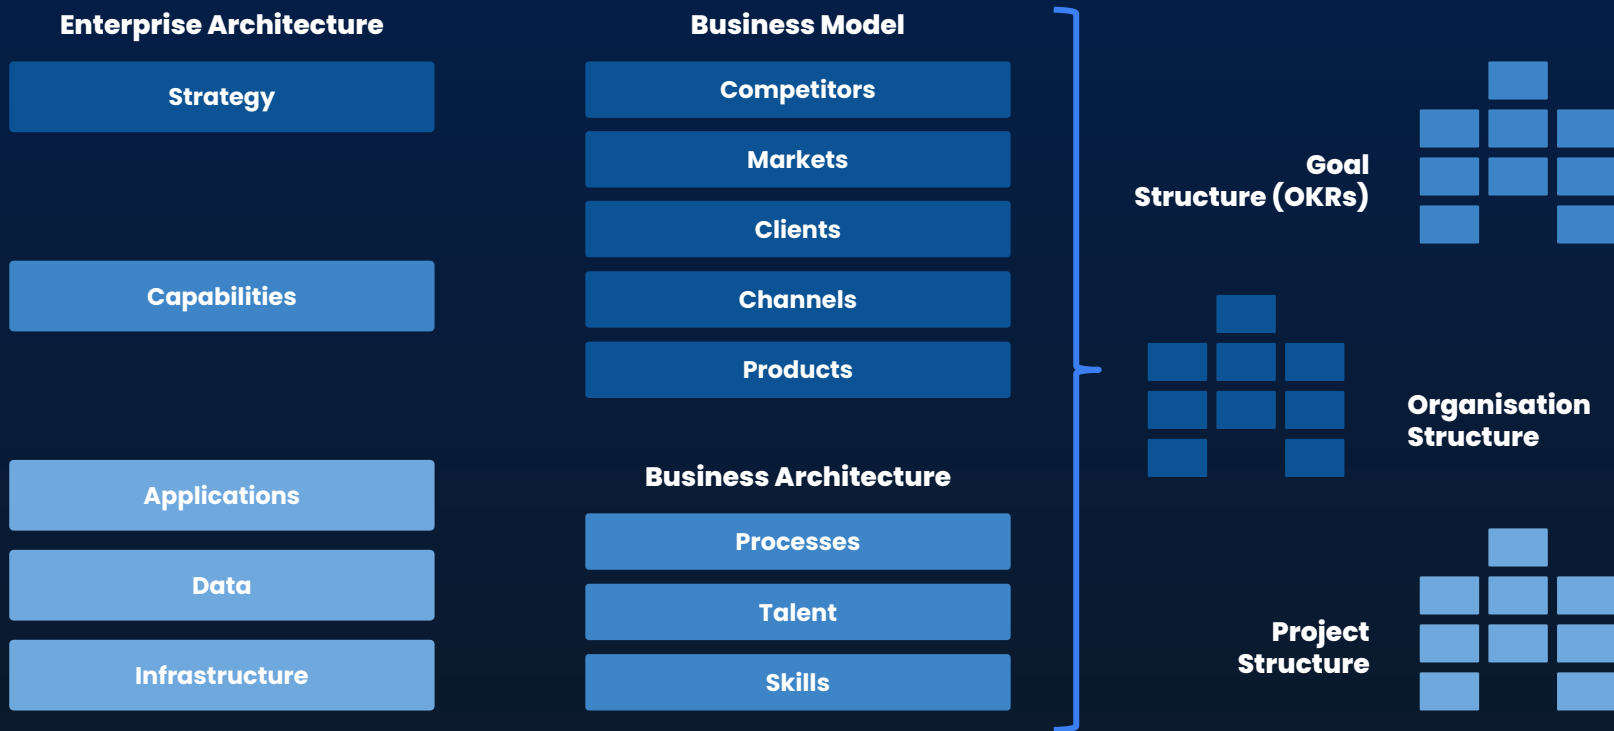 Enterprise Architecture
Strategy
Capabilities
Applications
Data
Infrastructure
Business Model
Competitors
Markets
Clients
Channels
Products
Business Architecture
Processes
Talent
Skills
Goal
Structure (OKRs)
Organisation
Structure
Project
Structure